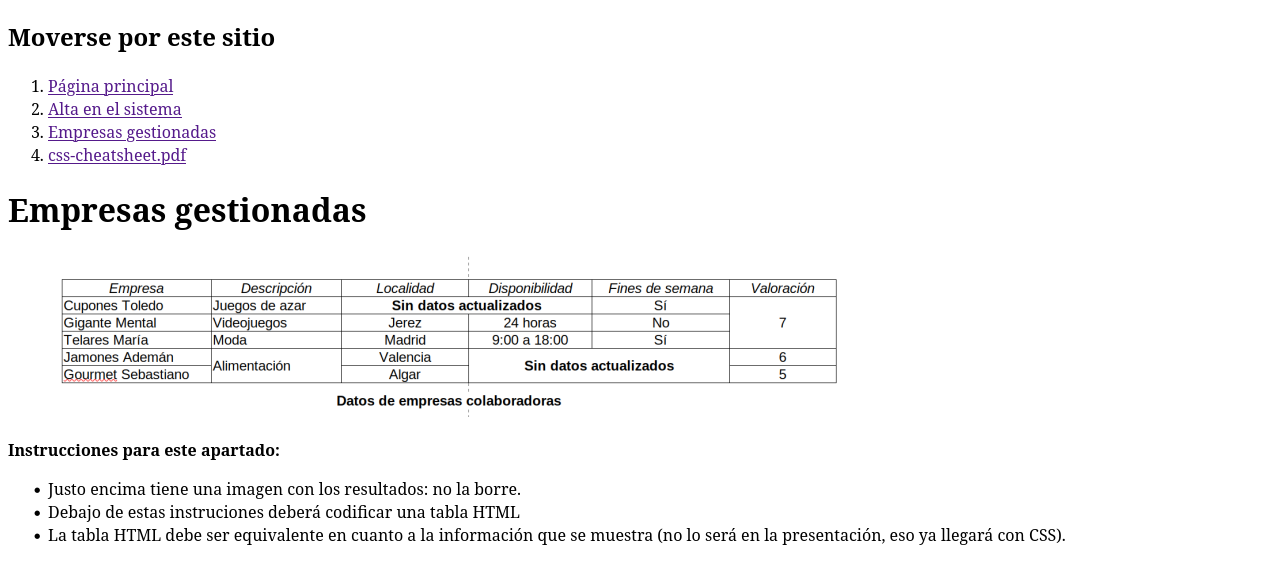 Moverse por este sitio
1. Página principal
2. Alta en el sistema
3. Empresas gestionadas
4. css-cheatsheet.pdf
Empresas gestionadas
Empresa Descripción Localidad Disponibilidad Fines de semana Valoración
Cupones Toledo Juegos de azar Sin datos actualizados Sí
Gigante Mental Videojuegos Jerez 24 horas No 7
Telares María Moda Madrid 9:00 a 18:00 Sí
Jamones Ademán Alimentación Valencia Sin datos actualizados 6
Gourmet Sebastiano Algar 5
Datos de empresas colaboradoras
Instrucciones para este apartado:
• Justo encima tiene una imagen con los resultados: no la borre.
• Debajo de estas instruciones deberá codificar una tabla HTML
• La tabla HTML debe ser equivalente en cuanto a la información que se muestra (no lo será en la presentación, eso ya llegará con CSS).